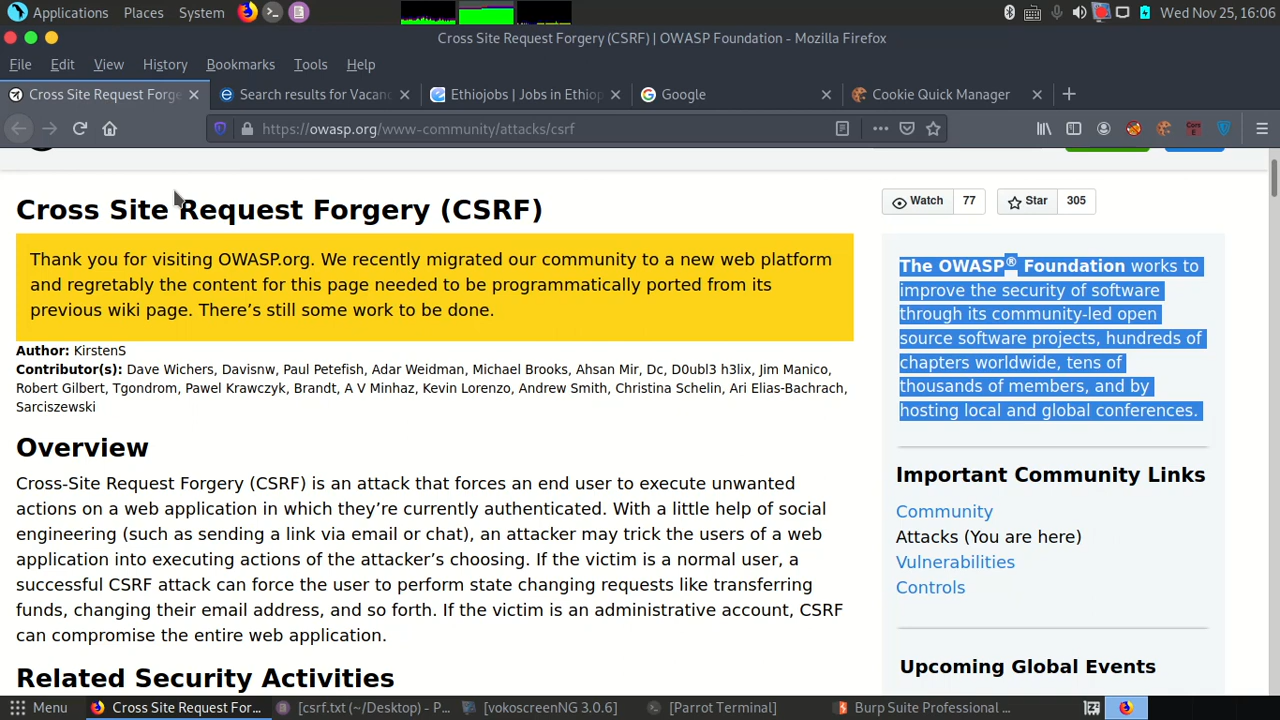 Applications Places System Wed Nov 25, 16:06
Cross Site Request Forgery (CSRF) | OWASP Foundation - Mozilla Firefox
File Edit View History Bookmarks Tools Help
Cross Site Request Forge Search results for Vacan Ethiojobs | Jobs in Ethiop Google Cookie Quick Manager
https://owasp.org/www-community/attacks/csrf
Cross Site Request Forgery (CSRF)
Thank you for visiting OWASP.org. We recently migrated our community to a new web platform
and regretably the content for this page needed to be programmatically ported from its
previous wiki page. There’s still some work to be done.
Author: KirstenS
Contributor(s): Dave Wichers, Davisnw, Paul Petefish, Adar Weidman, Michael Brooks, Ahsan Mir, Dc, D0ubl3 h3lix, Jim Manico,
Robert Gilbert, Tgondrom, Pawel Krawczyk, Brandt, A V Minhaz, Kevin Lorenzo, Andrew Smith, Christina Schelin, Ari Elias-Bachrach,
Sarciszewski
Overview
Cross-Site Request Forgery (CSRF) is an attack that forces an end user to execute unwanted
actions on a web application in which they’re currently authenticated. With a little help of social
engineering (such as sending a link via email or chat), an attacker may trick the users of a web
application into executing actions of the attacker’s choosing. If the victim is a normal user, a
successful CSRF attack can force the user to perform state changing requests like transferring
funds, changing their email address, and so forth. If the victim is an administrative account, CSRF
can compromise the entire web application.
Related Security Activities
Watch 77 Star 305
The OWASP® Foundation works to
improve the security of software
through its community-led open
source software projects, hundreds of
chapters worldwide, tens of
thousands of members, and by
hosting local and global conferences.
Important Community Links
Community
Attacks (You are here)
Vulnerabilities
Controls
Upcoming Global Events
Menu Cross Site Request For... [csrf.txt (~/Desktop) - P... [vokoscreenNG 3.0.6] [Parrot Terminal] Burp Suite Professional ...